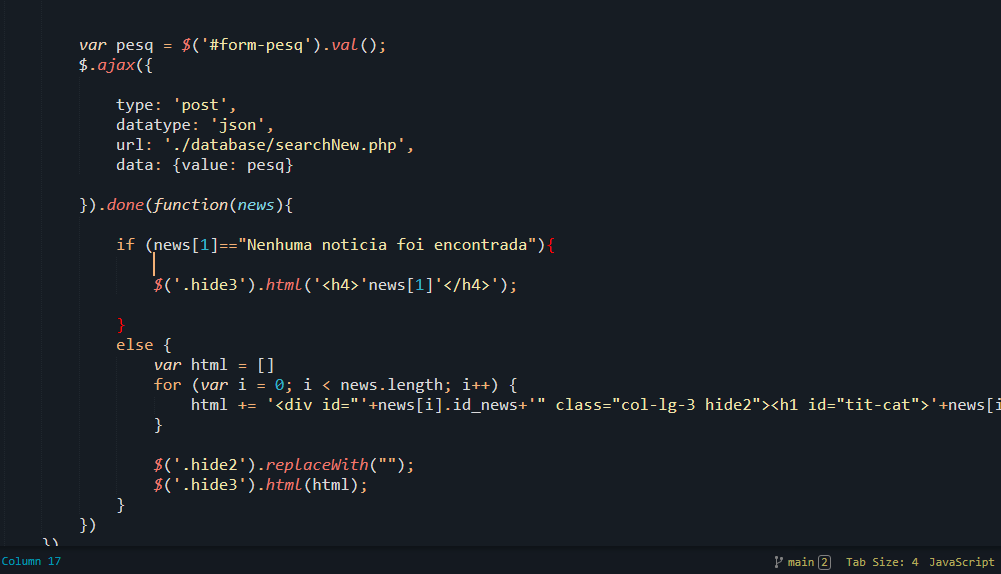 var pesq = $('#form-pesq').val();
$.ajax({
type: 'post',
datatype: 'json',
url: './database/searchNew.php',
data: {value: pesq}
}).done(function(news){
if (news[1]=="Nenhuma noticia foi encontrada"){
$('.hide3').html('<h4>'news[1]'</h4>');
}
else {
var html = []
for (var i = 0; i < news.length; i++) {
html += '<div id="'+news[i].id_news+'" class="col-lg-3 hide2"><h1 id="tit-cat">'+news[i
}
$('.hide2').replaceWith("");
$('.hide3').html(html);
}
})
})
Column 17
main 2 Tab Size: 4 JavaScript